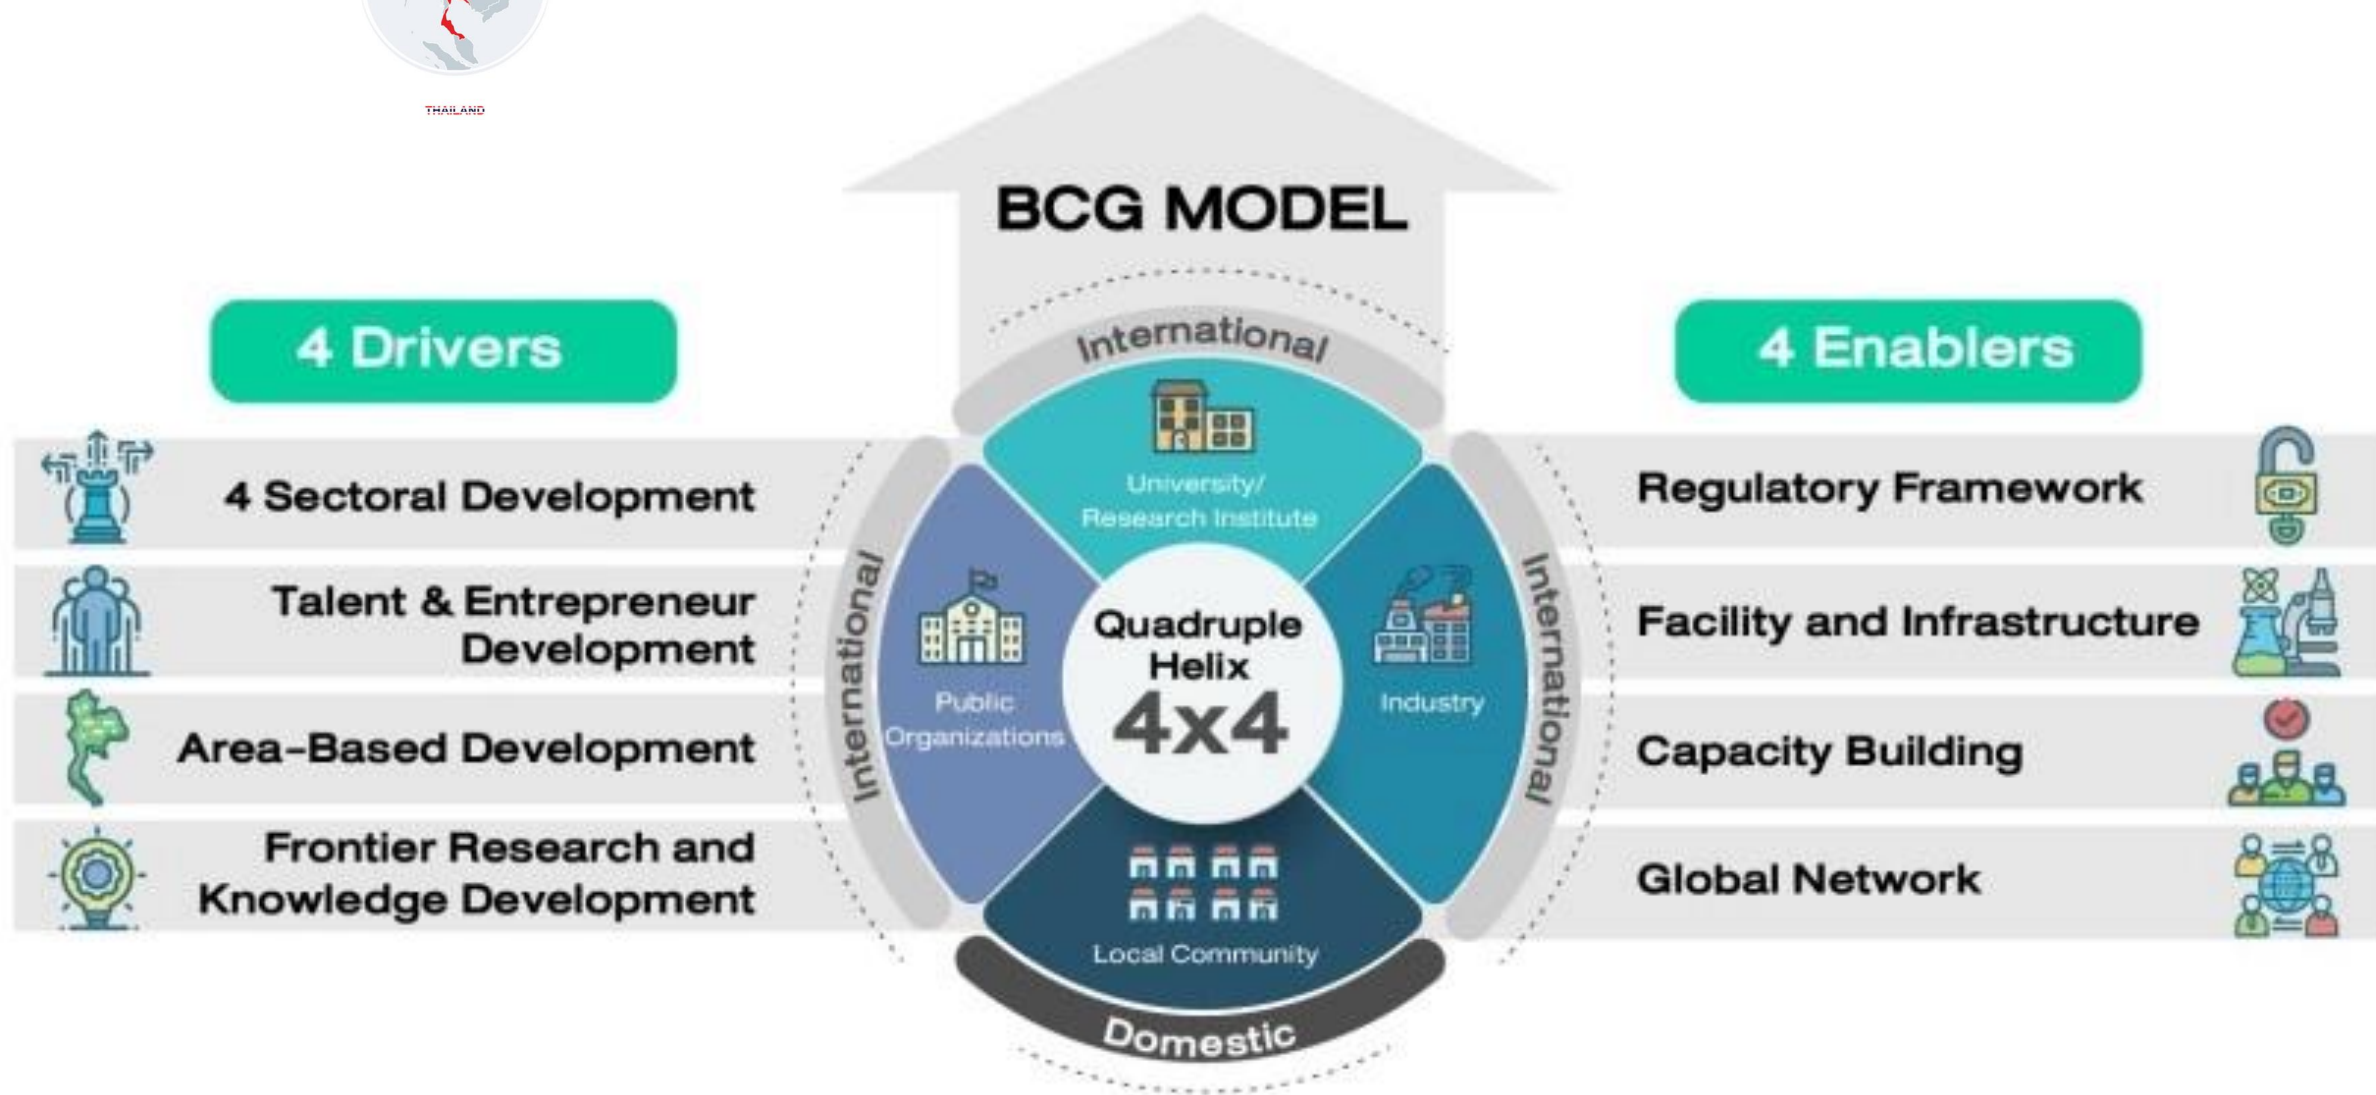 THAILAND
BCG MODEL
4 Drivers
4 Sectoral Development
Talent & Entrepreneur
Development
Area-Based Development
Frontier Research and
Knowledge Development
International
International
International
Domestic
University/
Research Institute
Public
Organizations
Quadruple
Helix
4x4
Industry
Local Community
4 Enablers
Regulatory Framework
Facility and Infrastructure
Capacity Building
Global Network